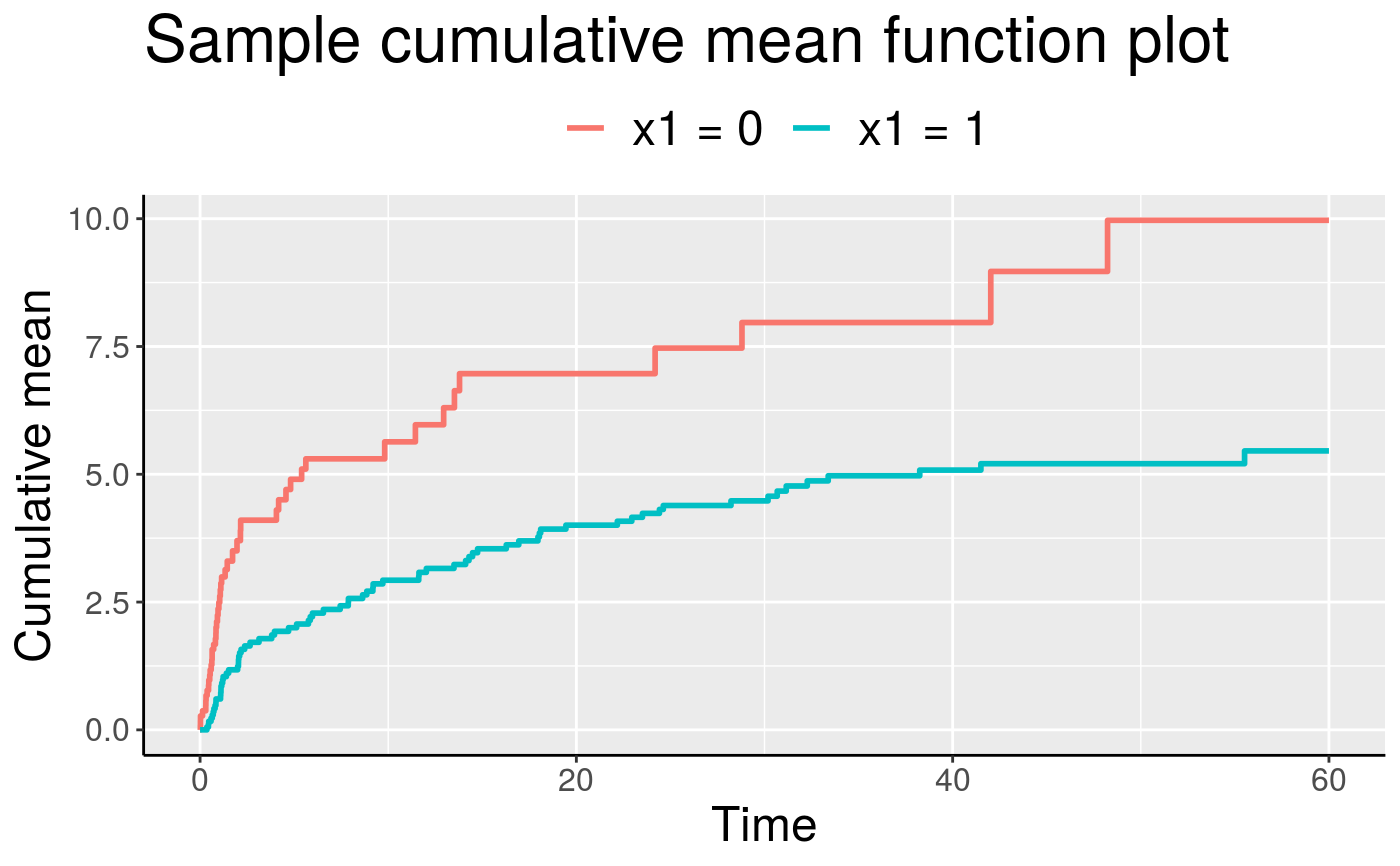 Sample cumulative mean function plot
x1 = 0 x1 = 1
Cumulative mean
10.0
7.5
5.0
2.5
0.0
0 20 40 60
Time